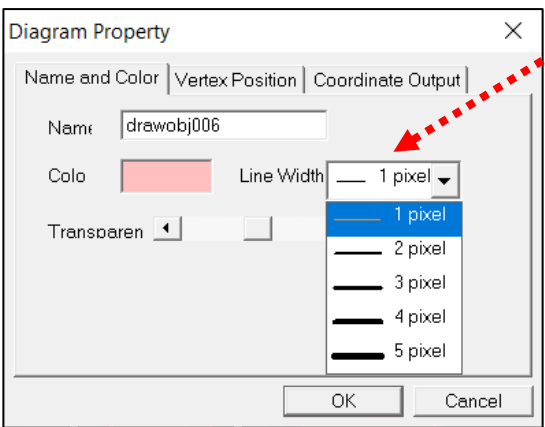 Diagram Property
Name and Color Vertex Position Coordinate Output
Name drawobj006
Colo Line Width 1 pixel
Transparen 1 pixel
2 pixel
3 pixel
4 pixel
5 pixel
OK Cancel